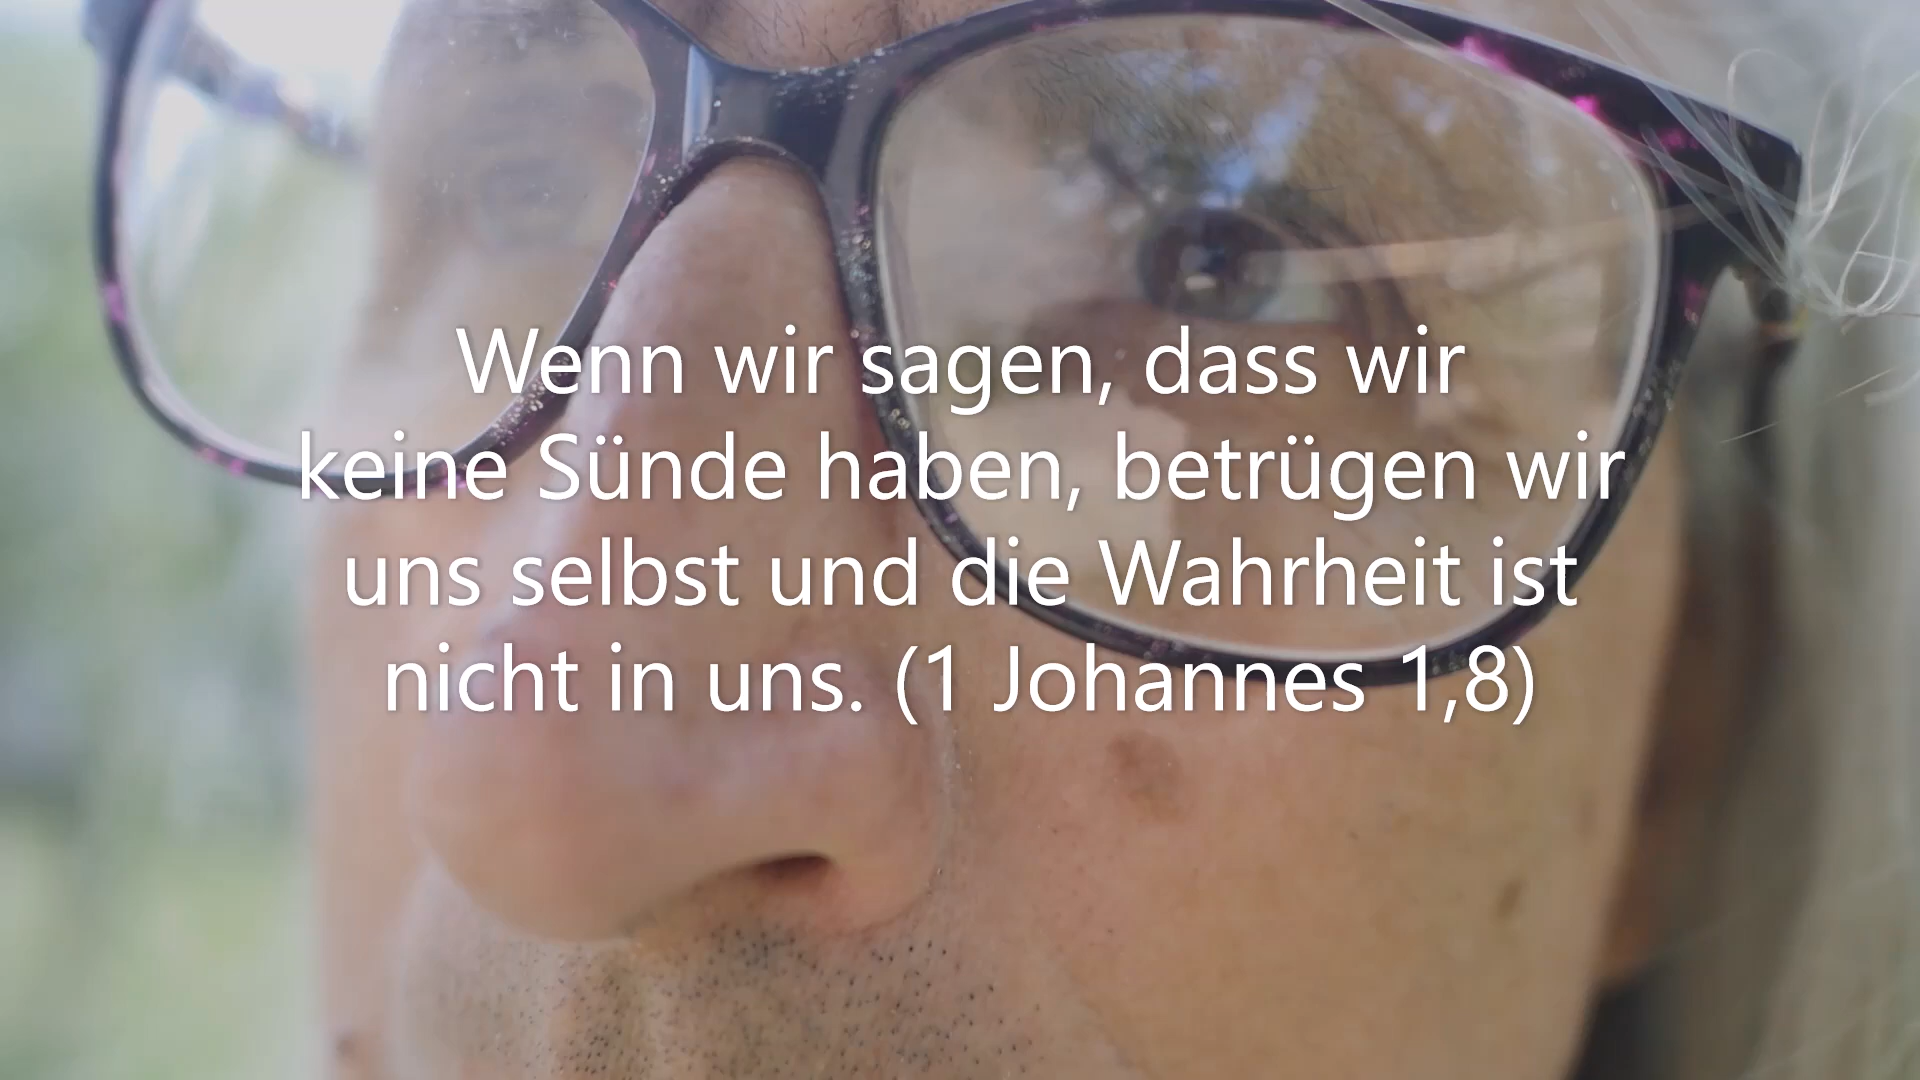 Wenn wir sagen, dass wir
keine Sünde haben, betrügen wir
uns selbst und die Wahrheit ist
nicht in uns. (1 Johannes 1,8)